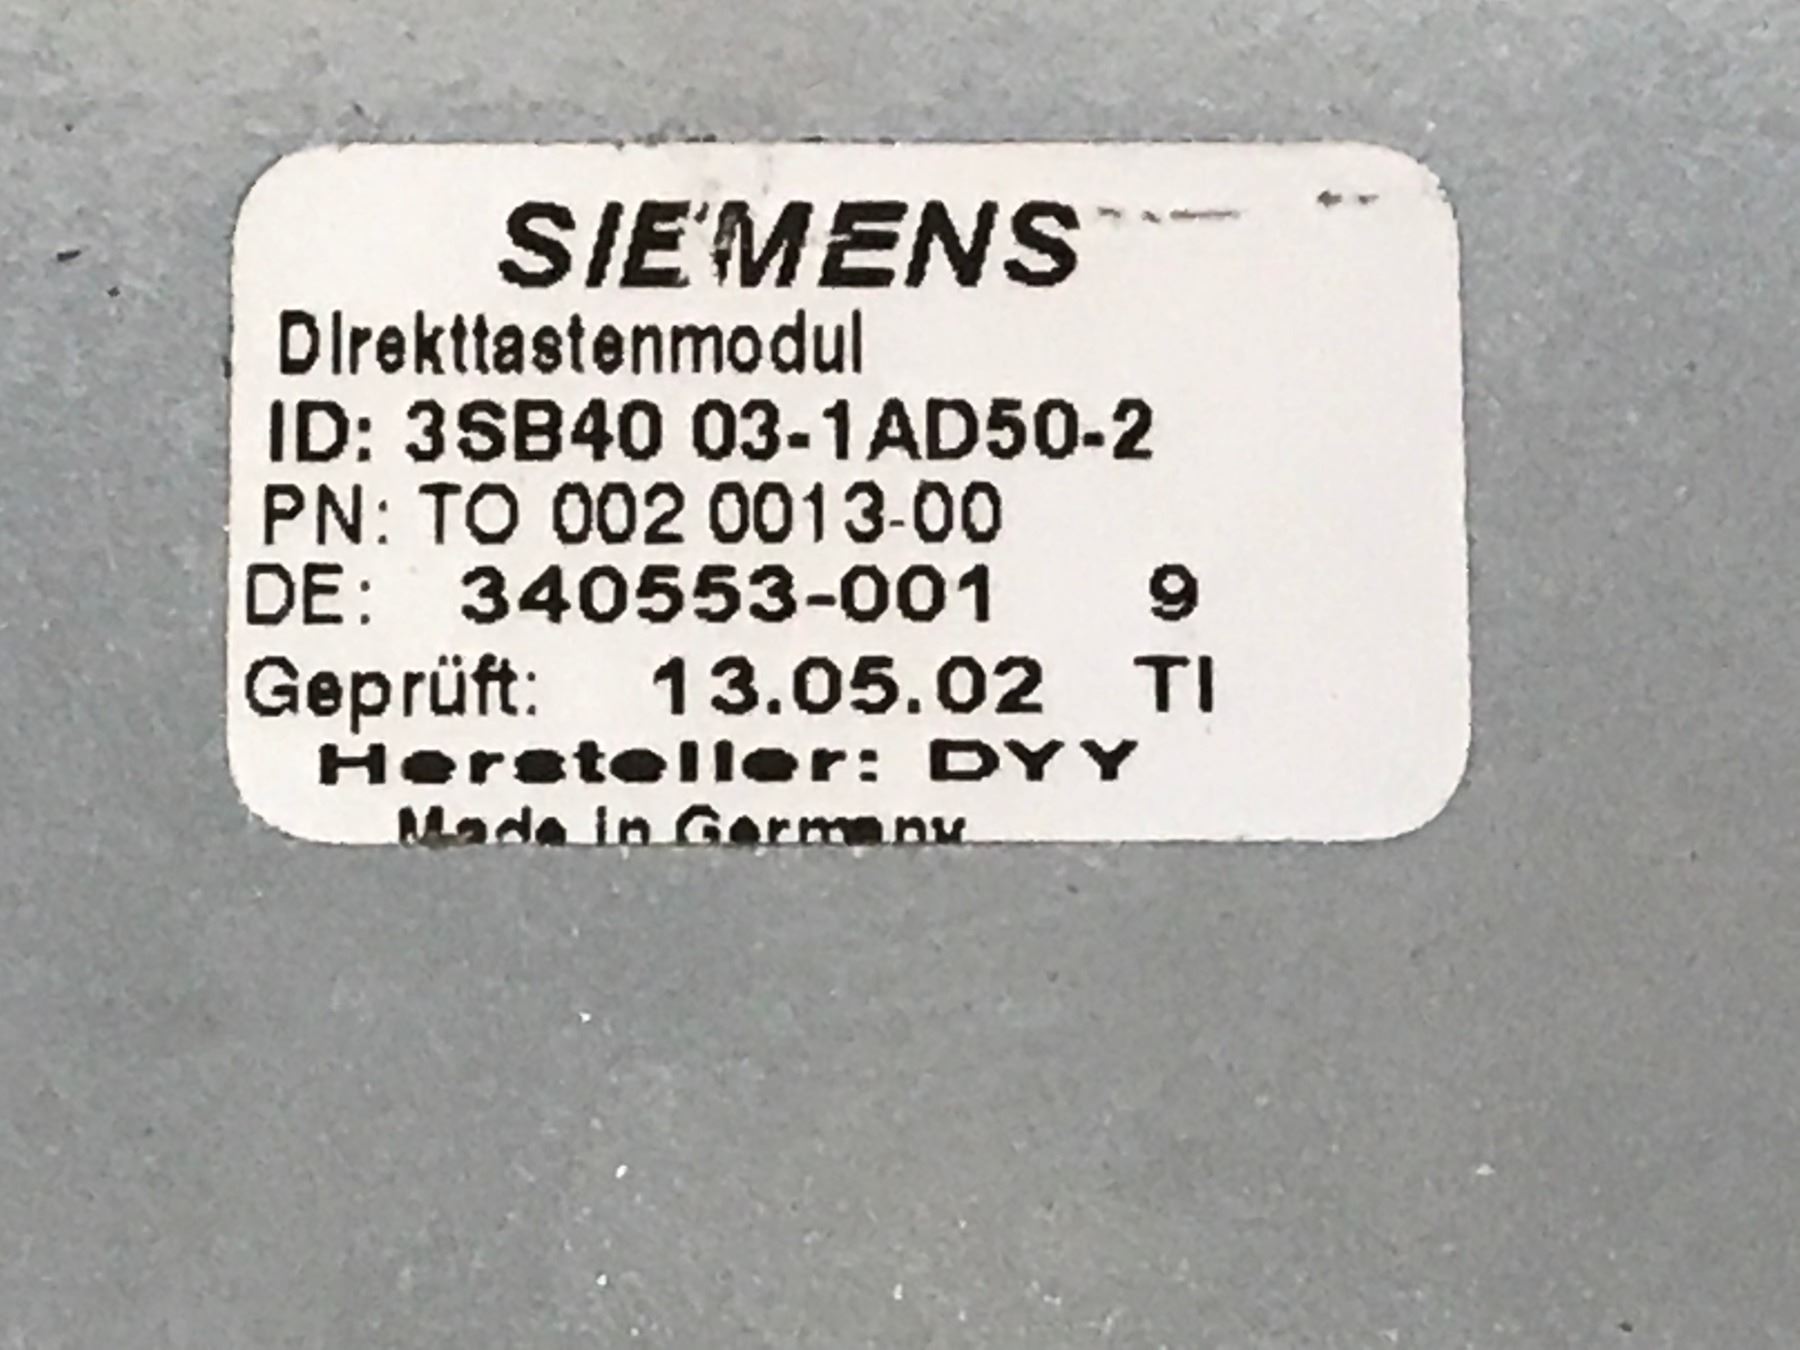 SIEMENS
Direkttastenmodul
ID: 3SB40 03-1AD50-2
PN: TO 002 0013-00
DE: 340553-001 9
Geprüft: 13.05.02 TI
Hersteller: DYY
Made in Germany